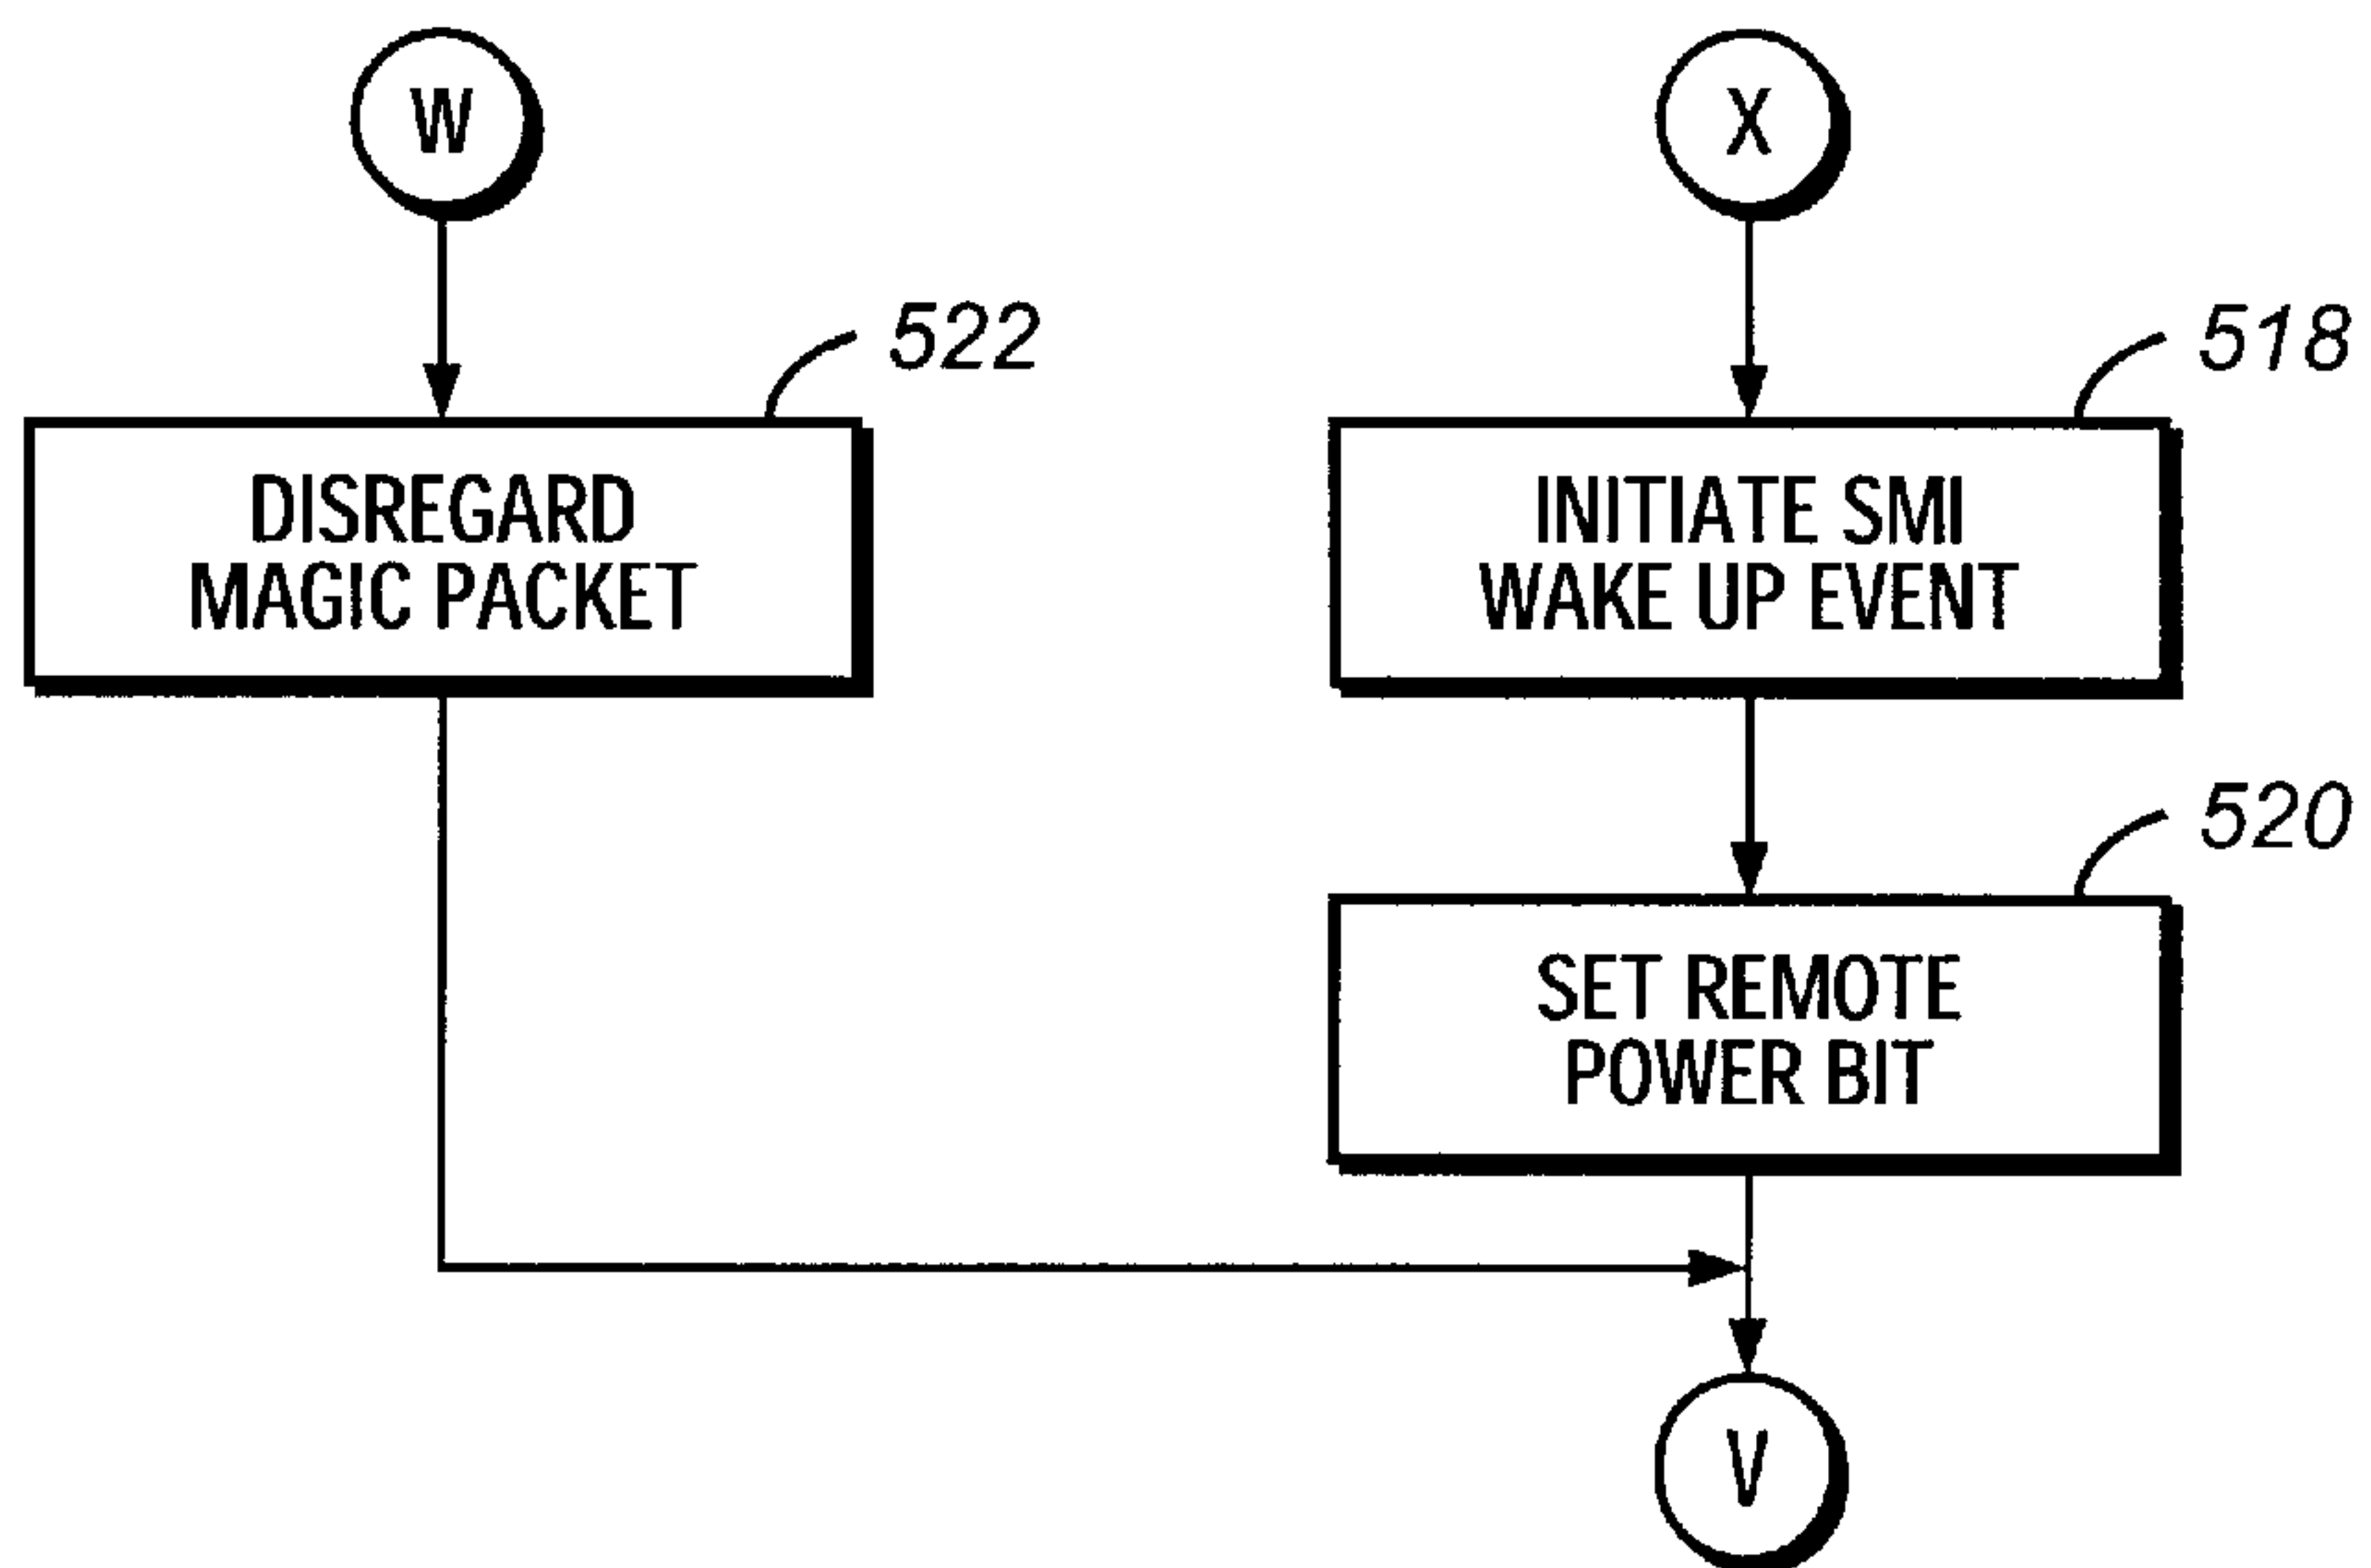 W
X
522
518
DISREGARD
MAGIC PACKET
INITIATE SMI
WAKE UP EVENT
520
SET REMOTE
POWER BIT
V